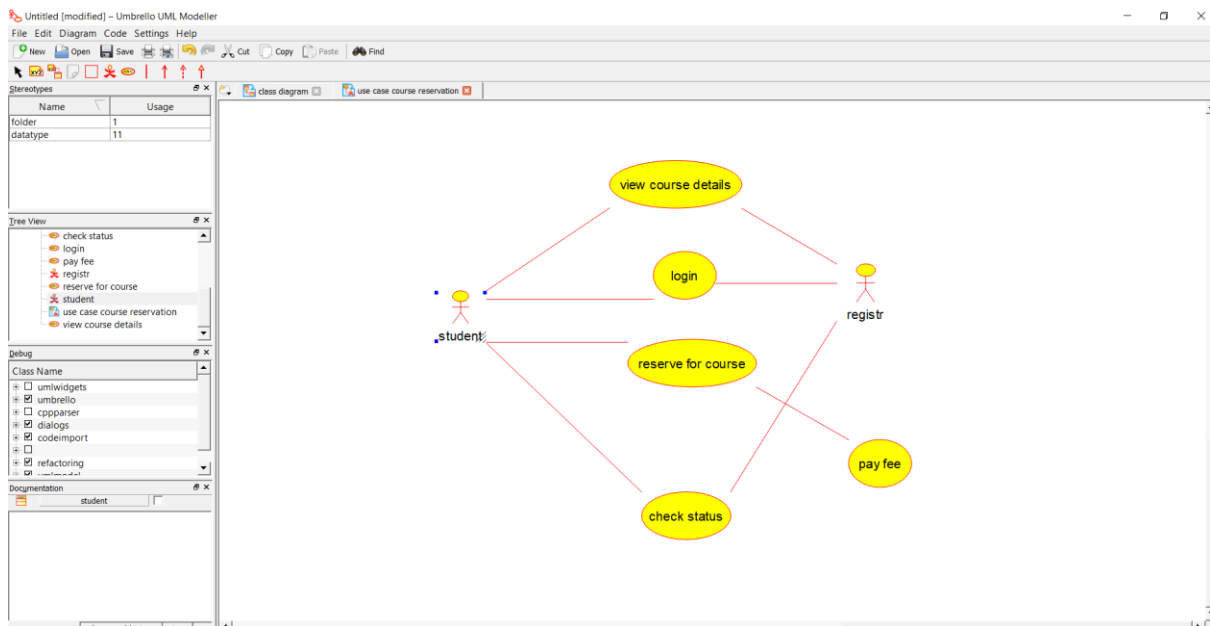 Untitled [modified] – Umbrello UML Modeller
File Edit Diagram Code Settings Help
New Open Save Cut Copy Paste Find
XYZ
Stereotypes
class diagram
use case course reservation
Name Usage
folder 1
datatype 11
Tree View
check status
login
pay fee
registr
reserve for course
student
use case course reservation
view course details
Debug
Class Name
umlwidgets
umbrello
cppparser
dialogs
codeimport
refactoring
umlmodel
Documentation
student
view course details
login
registr
student
reserve for course
pay fee
check status